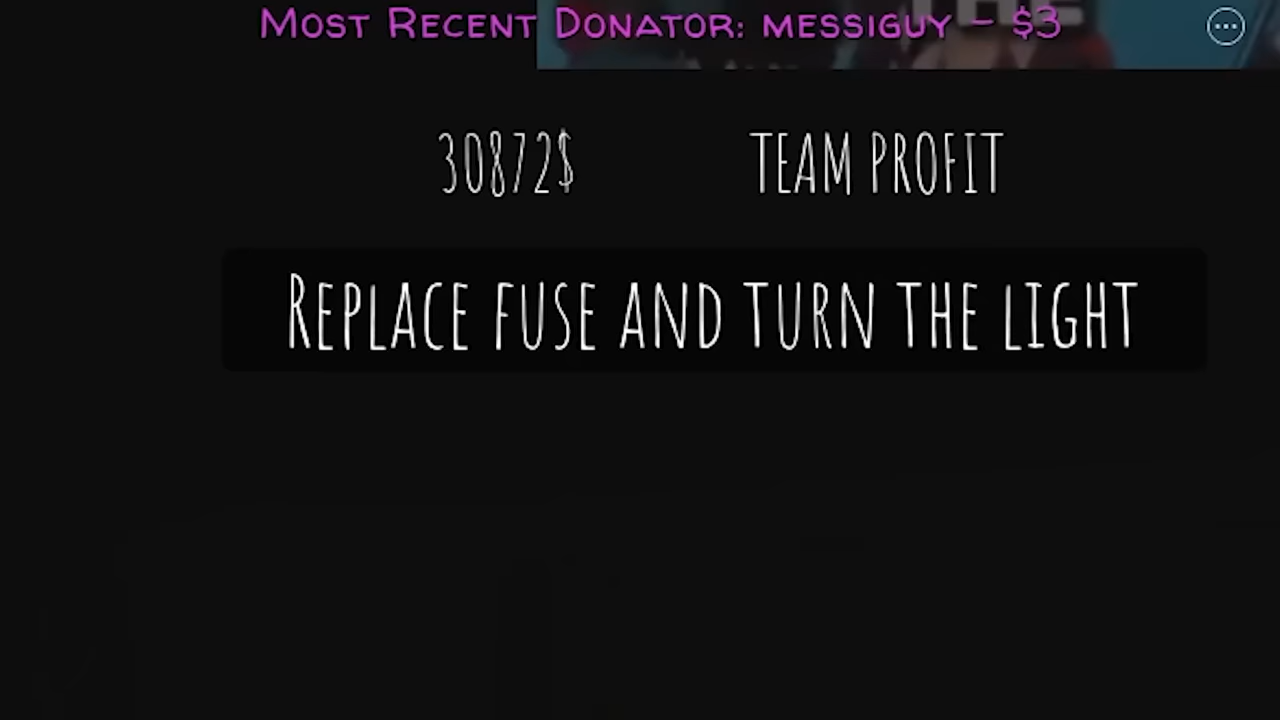 Most Recent Donator: messiguy - $3
30872$ TEAM PROFIT
Replace fuse and turn the light